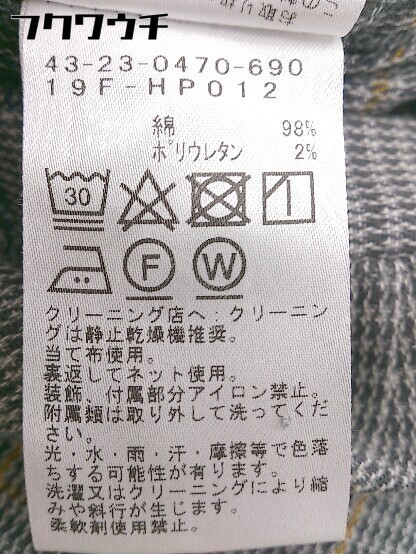 フクワウチ
43-23-0470-690
19F-HP012
綿 98%
ポリウレタン 2%
30
F W
クリーニング店へ:クリーニン
グは静止乾燥機推奨。
当て布使用。
裏返してネット使用。
装飾、付属部分アイロン禁止。
附属類は取り外して洗ってくだ
さい。
光・水・雨・汗・摩擦等で色落
ちする可能性が有ります。
洗濯又はクリーニングにより縮
みや斜行が生じます。
柔軟剤使用禁止。